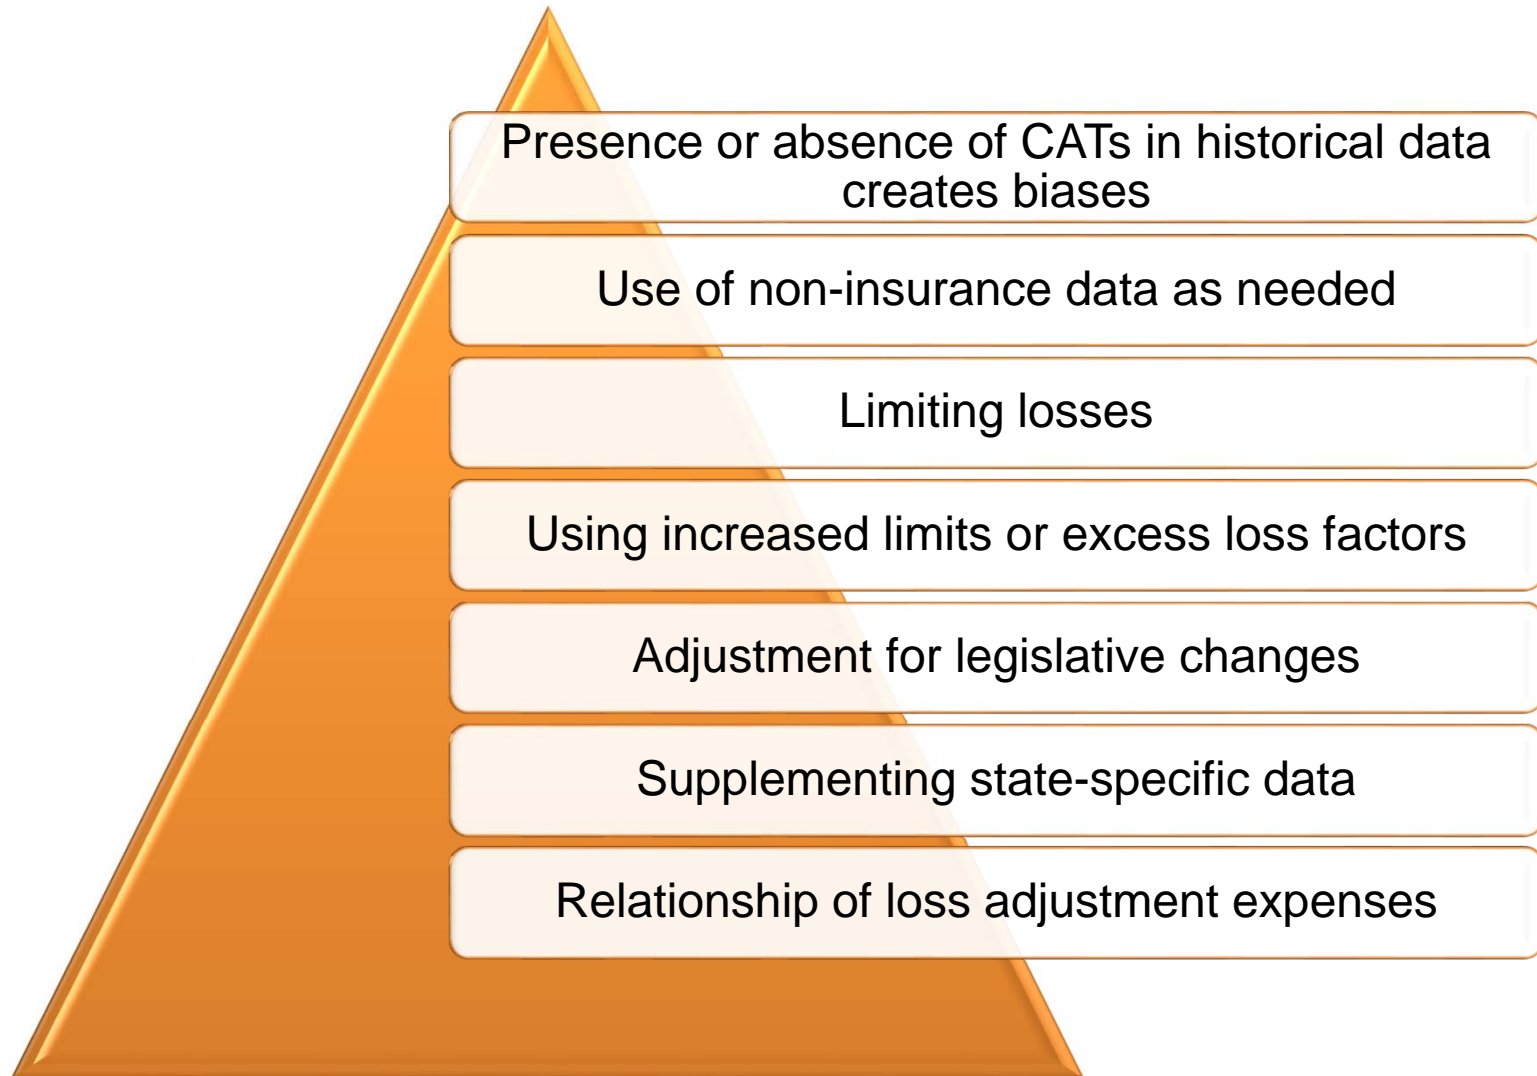 Presence or absence of CATs in historical data
creates biases
Use of non-insurance data as needed
Limiting losses
Using increased limits or excess loss factors
Adjustment for legislative changes
Supplementing state-specific data
Relationship of loss adjustment expenses